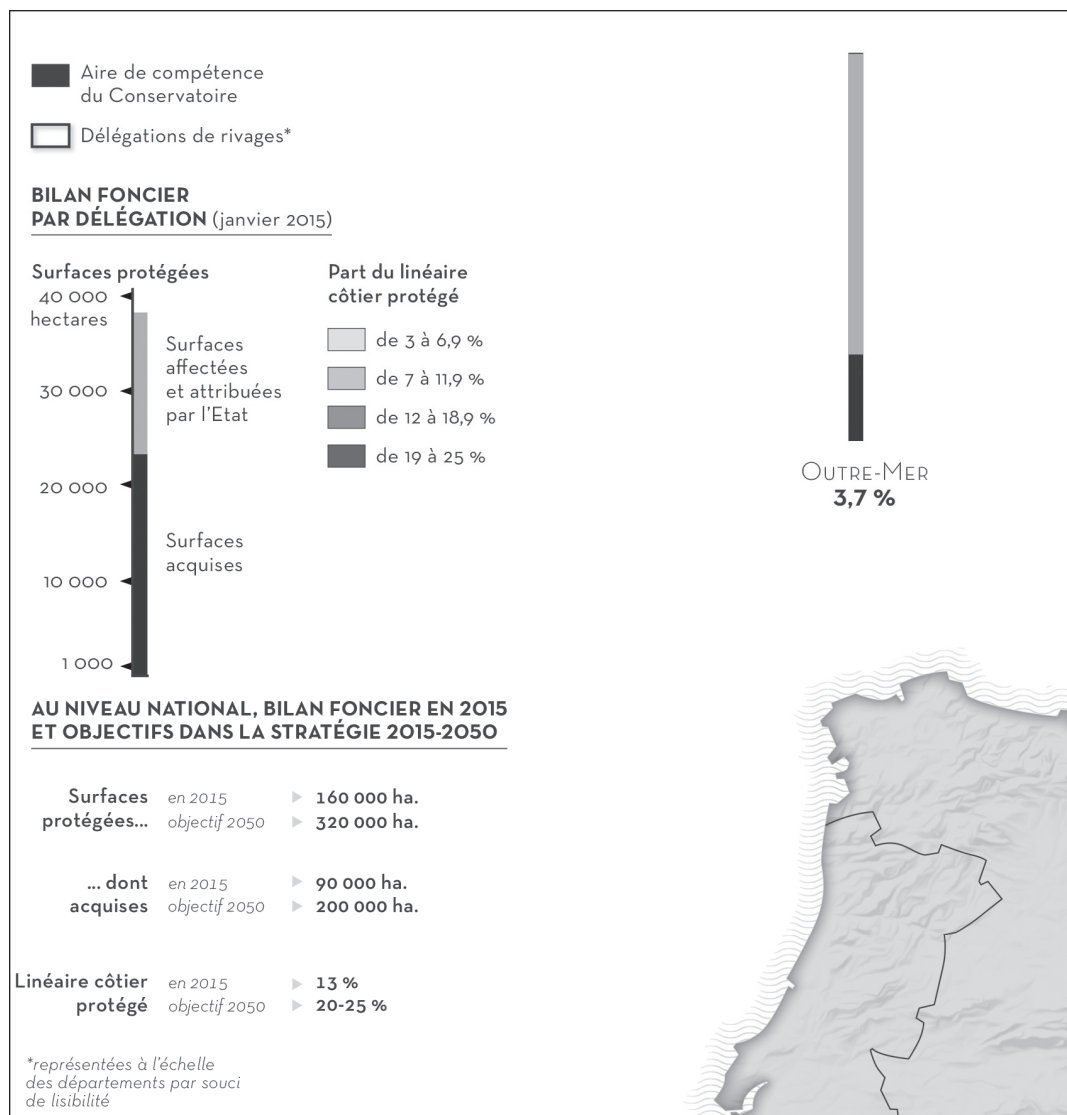 Aire de compétence
du Conservatoire
Délégations de rivages*
BILAN FONCIER
PAR DÉLÉGATION (janvier 2015)
Surfaces protégées
40 000
hectares
30 000
20 000
10 000
1 000
Surfaces
affectées
et attribuées
par l'Etat
Surfaces
acquises
Part du linéaire
côtier protégé
de 3 à 6,9 %
de 7 à 11,9 %
de 12 à 18,9 %
de 19 à 25 %
OUTRE-MER
3,7 %
AU NIVEAU NATIONAL, BILAN FONCIER EN 2015
ET OBJECTIFS DANS LA STRATÉGIE 2015-2050
Surfaces en 2015 160 000 ha.
protégées... objectif 2050 320 000 ha.
... dont en 2015 90 000 ha.
acquises objectif 2050 200 000 ha.
Linéaire côtier en 2015 13 %
protégé objectif 2050 20-25 %
*représentées à l'échelle
des départements par souci
de lisibilité